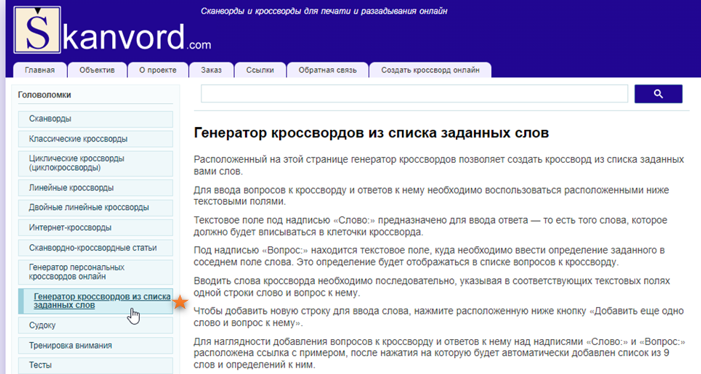 Skanvord.com
Сканворды и кроссворды для печати и разгадывания онлайн
Главная
Объектив
О проекте
Заказ
Ссылки
Обратная связь
Создать кроссворд онлайн
Головоломки
Сканворды
Классические кроссворды
Циклические кроссворды
(циклокроссворды)
Линейные кроссворды
Двойные линейные кроссворды
Интернет-кроссворды
Сканвордно-кроссвордные статьи
Генератор персональных
кроссвордов онлайн
Генератор кроссвордов из списка
заданных слов
Судоку
Тренировка внимания
Тесты
Генератор кроссвордов из списка заданных слов
Расположенный на этой странице генератор кроссвордов позволяет создать кроссворд из списка заданных
вами слов.
Для ввода вопросов к кроссворду и ответов к нему необходимо воспользоваться расположенными ниже
текстовыми полями.
Текстовое поле под надписью «Слово:» предназначено для ввода ответа — то есть того слова, которое
должно будет вписываться в клеточки кроссворда.
Под надписью «Вопрос:» находится текстовое поле, куда необходимо ввести определение заданного в
соседнем поле слова. Это определение будет отображаться в списке вопросов к кроссворду.
Вводить слова кроссворда необходимо последовательно, указывая в соответствующих текстовых полях
одной строки слово и вопрос к нему.
Чтобы добавить новую строку для ввода слова, нажмите расположенную ниже кнопку «Добавить еще одно
слово и вопрос к нему».
Для наглядности добавления вопросов к кроссворду и ответов к нему над надписями «Слово:» и «Вопрос:»
расположена ссылка с примером, после нажатия на которую будет автоматически добавлен список из 9
слов и определений к ним.